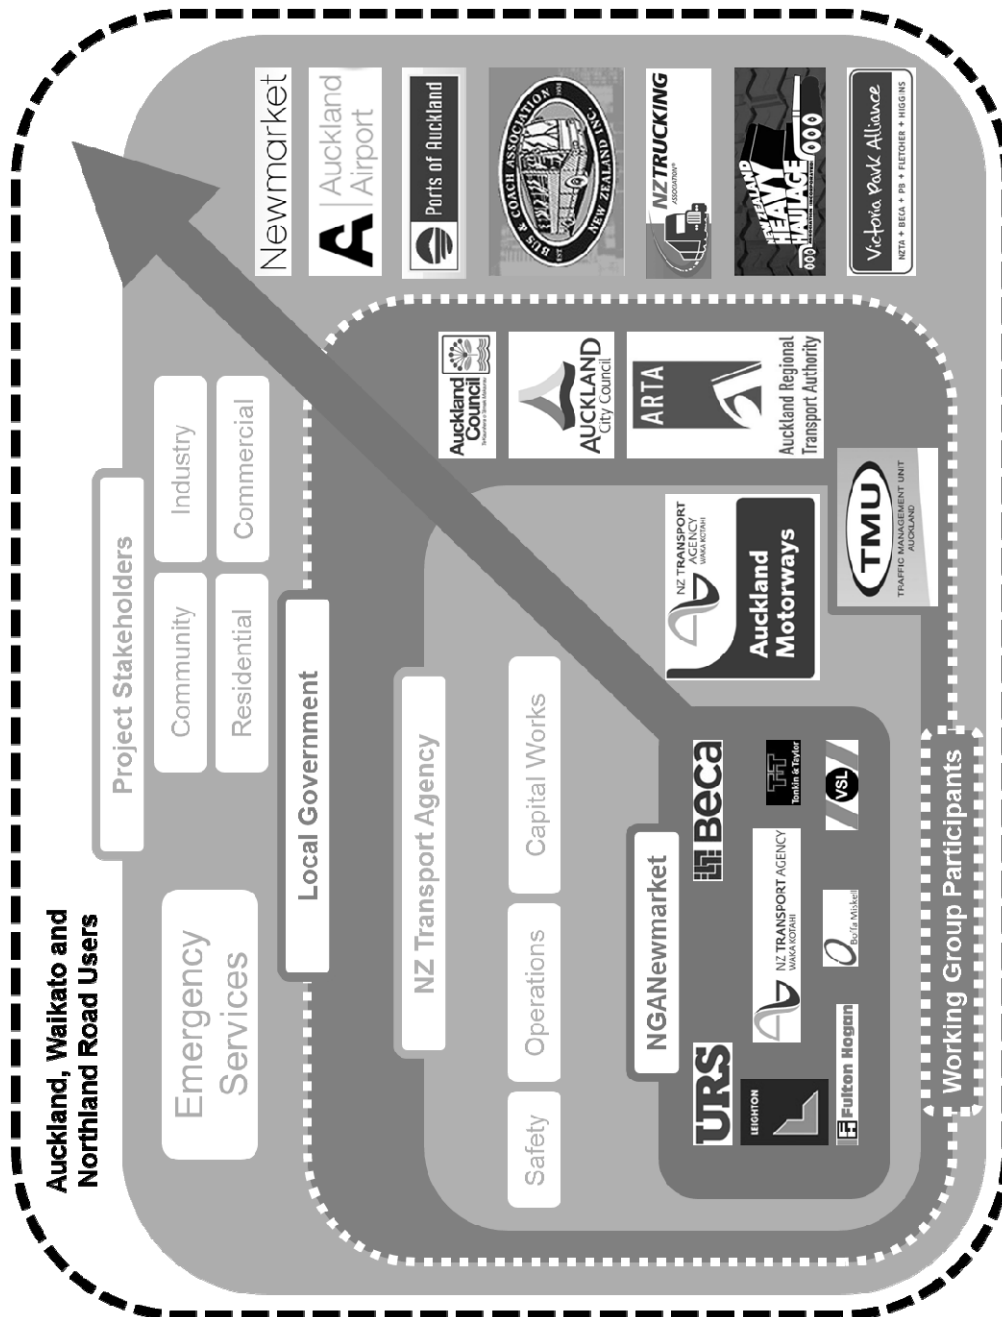 Auckland, Waikato and
Northland Road Users
Project Stakeholders
Emergency
Services
Community
Industry
Residential
Commercial
Newmarket
Auckland
Airport
Ports of Auckland
BUS & COACH ASSOCIATION
EST
NEW ZEALAND INC.
NZTRUCKING
ASSOCIATION
NEW ZEALAND
HEAVY
HAULAGE
Victoria Park Alliance
NZTA + BECA + PB + FLETCHER + HIGGINS
Local Government
Auckland
Council
AUCKLAND
City Council
ARTA
Auckland Regional
Transport Authority
NZ Transport Agency
Safety
Operations
Capital Works
NZ TRANSPORT
AGENCY
WAKA KOTAHI
Auckland
Motorways
TMU
TRAFFIC MANAGEMENT UNIT
AUCKLAND
NGANewmarket
URS
Beca
LEIGHTON
NZ TRANSPORT AGENCY
WAKA KOTAHI
T+T
Tonkin & Taylor
Fulton Hogan
Boffa Miskell
VSL
Working Group Participants